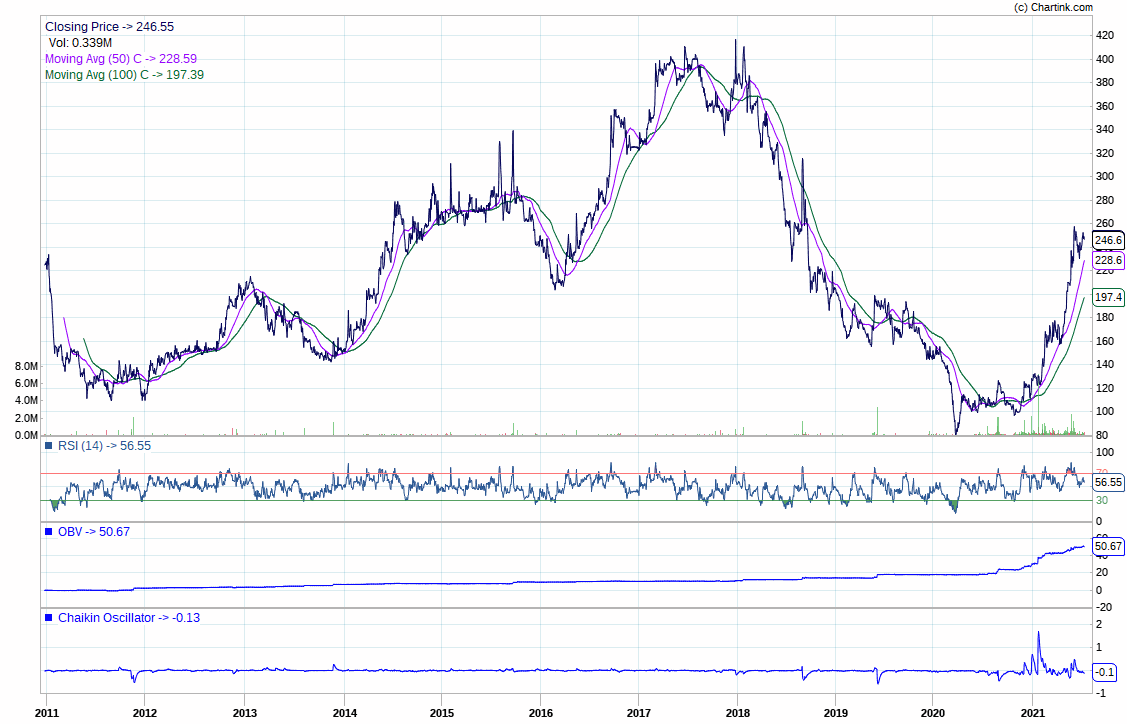 (c) Chartink.com
Closing Price -> 246.55
Vol: 0.339M
Moving Avg (50) C -> 228.59
Moving Avg (100) C -> 197.39
420
400
380
360
340
320
300
280
260
246.6
228.6
220
197.4
180
160
140
120
100
80
8.0M
6.0M
4.0M
2.0M
0.0M
RSI (14) -> 56.55
100
70
56.55
30
0
OBV -> 50.67
60
50.67
40
20
0
-20
Chaikin Oscillator -> -0.13
2
1
-0.1
-1
2011 2012 2013 2014 2015 2016 2017 2018 2019 2020 2021